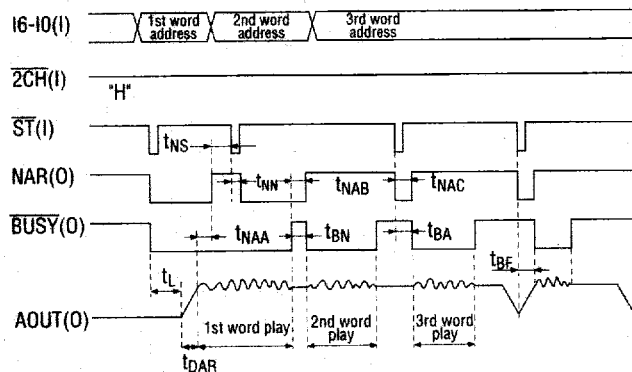 I6-I0(I)
1st word address
2nd word address
3rd word address
2CH(I)
"H"
ST(I)
tNS
NAR(O)
tNN
tNAB
tNAC
BUSY(O)
tNAA
tBN
tBA
tL
tBF
AOUT(O)
1st word play
2nd word play
3rd word play
tDAR